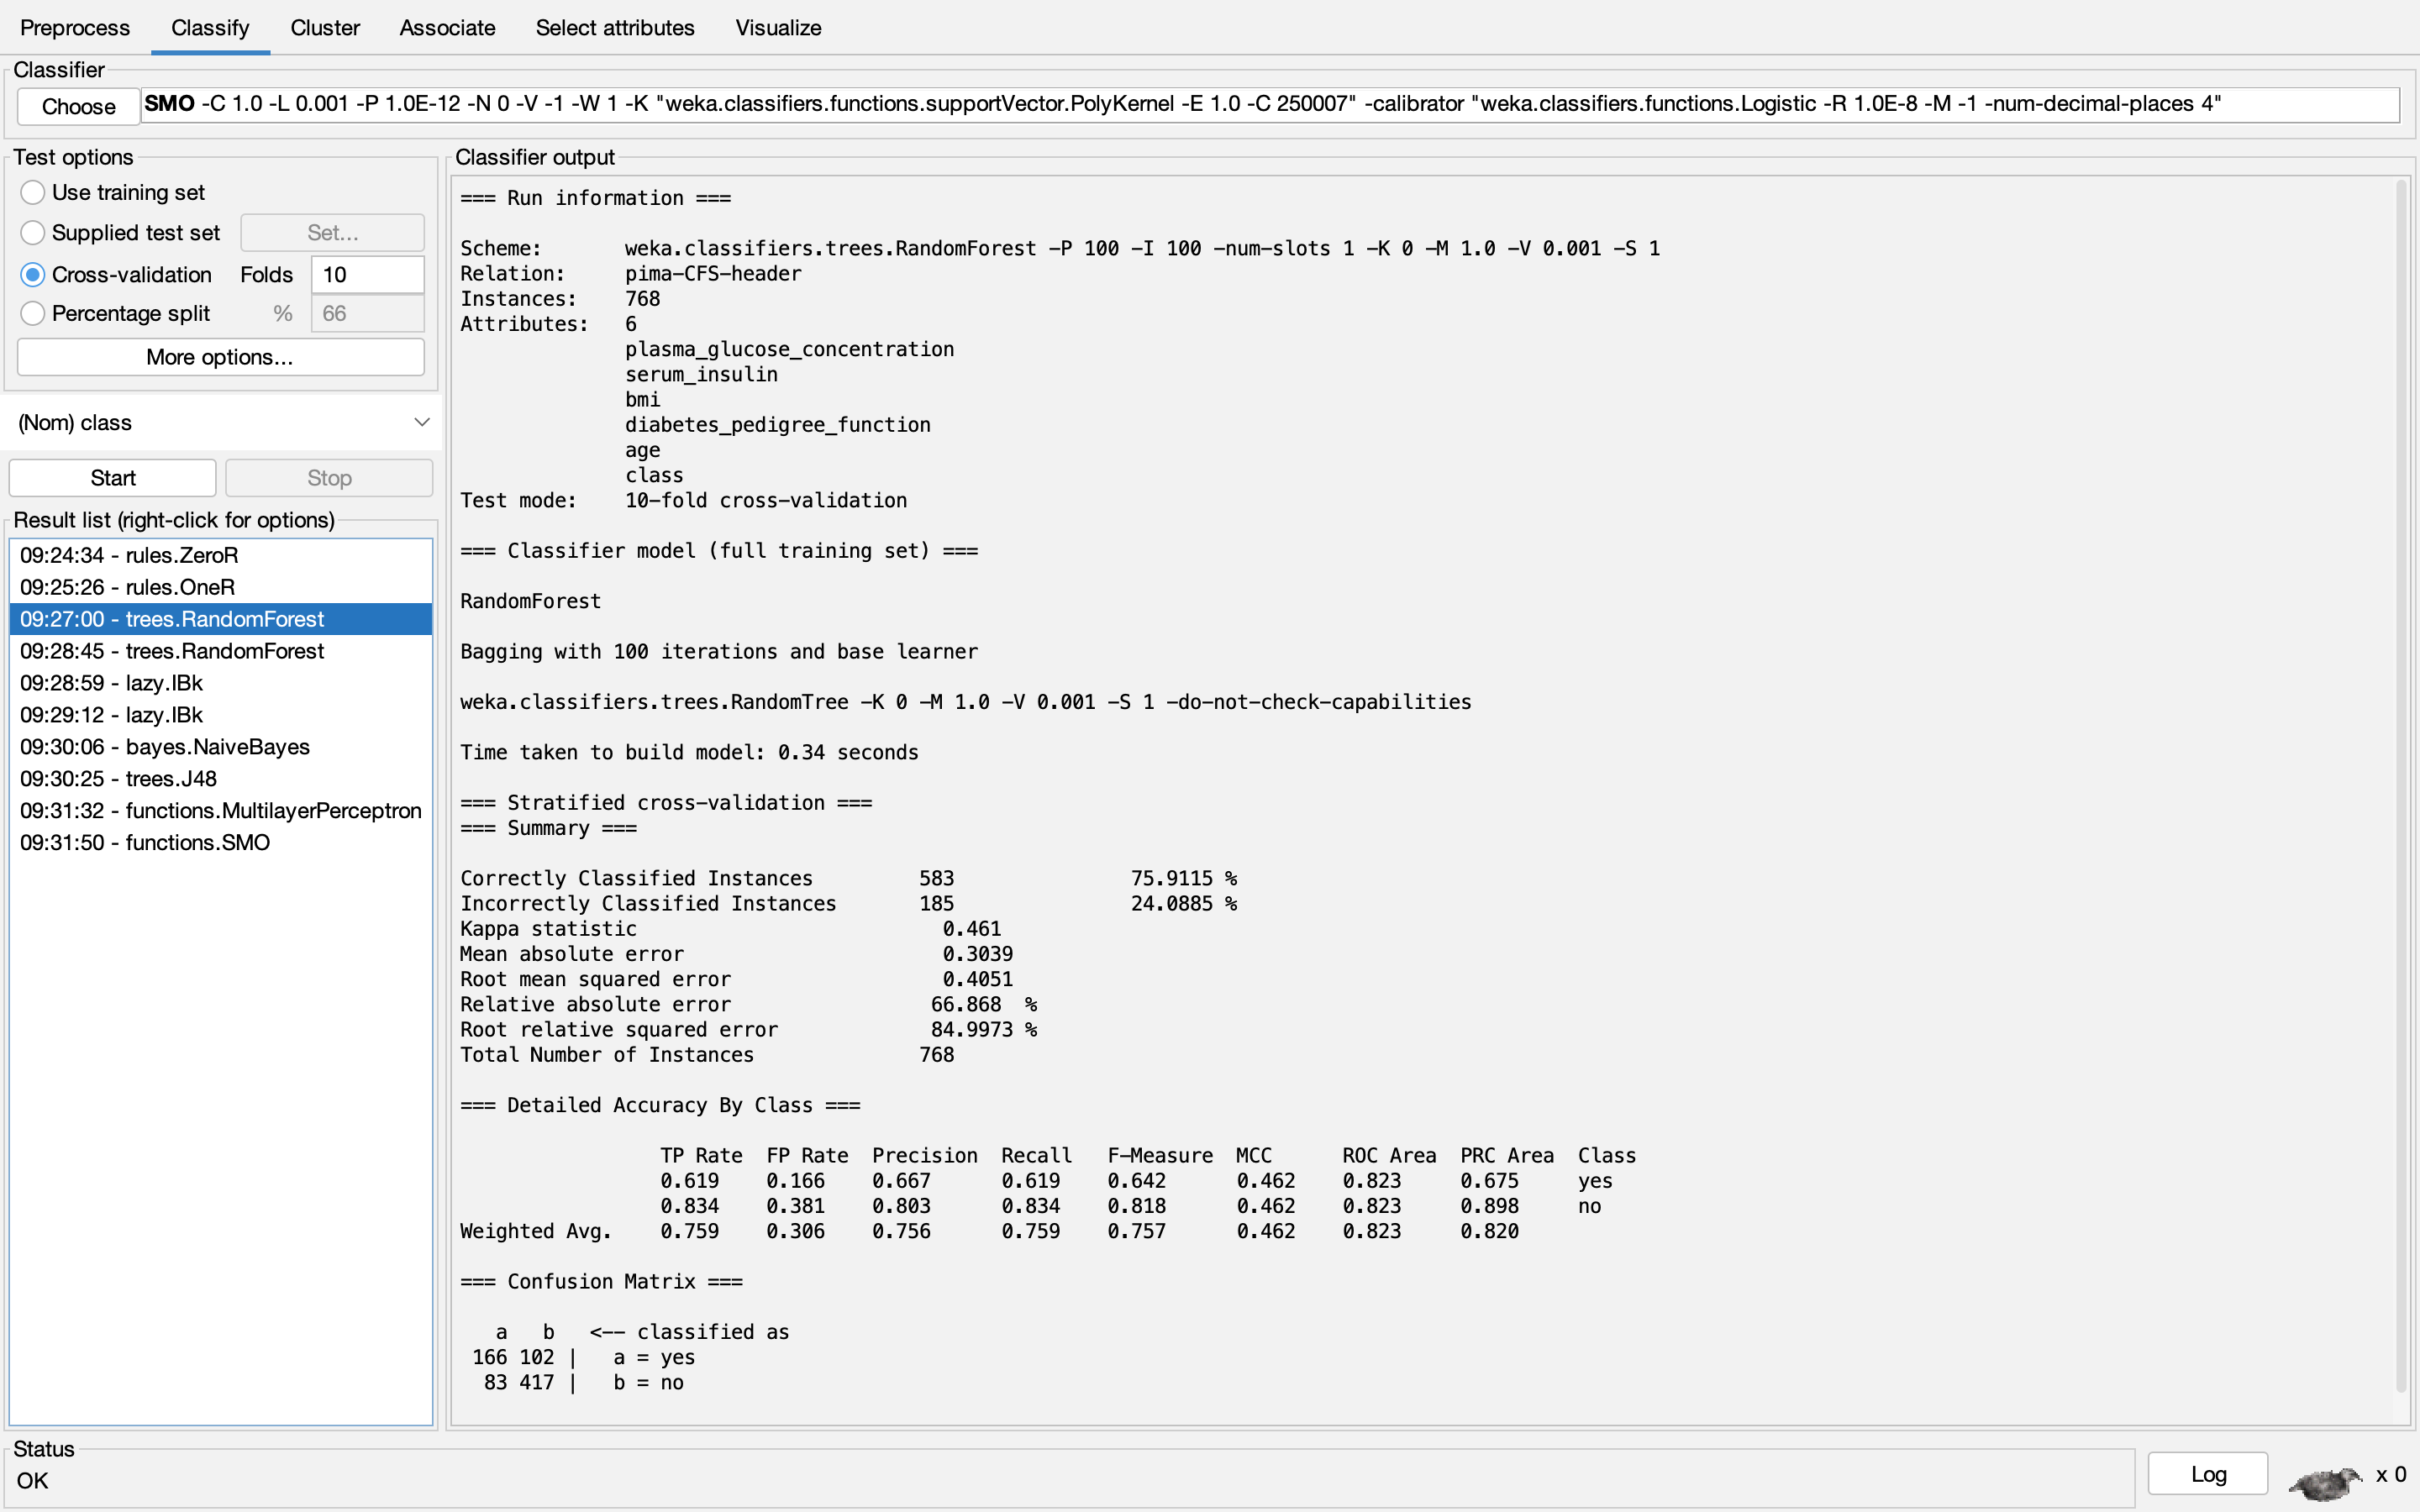 Preprocess Classify Cluster Associate Select attributes Visualize
Classifier
Choose SMO -C 1.0 -L 0.001 -P 1.0E-12 -N 0 -V -1 -W 1 -K "weka.classifiers.functions.supportVector.PolyKernel -E 1.0 -C 250007" -calibrator "weka.classifiers.functions.Logistic -R 1.0E-8 -M -1 -num-decimal-places 4"
Test options
Use training set
Supplied test set Set...
Cross-validation Folds 10
Percentage split % 66
More options...
(Nom) class
Start Stop
Result list (right-click for options)
09:24:34 - rules.ZeroR
09:25:26 - rules.OneR
09:27:00 - trees.RandomForest
09:28:45 - trees.RandomForest
09:28:59 - lazy.IBk
09:29:12 - lazy.IBk
09:30:06 - bayes.NaiveBayes
09:30:25 - trees.J48
09:31:32 - functions.MultilayerPerceptron
09:31:50 - functions.SMO
Classifier output
=== Run information ===
Scheme: weka.classifiers.trees.RandomForest -P 100 -I 100 -num-slots 1 -K 0 -M 1.0 -V 0.001 -S 1
Relation: pima-CFS-header
Instances: 768
Attributes: 6
plasma_glucose_concentration
serum_insulin
bmi
diabetes_pedigree_function
age
class
Test mode: 10-fold cross-validation
=== Classifier model (full training set) ===
RandomForest
Bagging with 100 iterations and base learner
weka.classifiers.trees.RandomTree -K 0 -M 1.0 -V 0.001 -S 1 -do-not-check-capabilities
Time taken to build model: 0.34 seconds
=== Stratified cross-validation ===
=== Summary ===
Correctly Classified Instances 583 75.9115 %
Incorrectly Classified Instances 185 24.0885 %
Kappa statistic 0.461
Mean absolute error 0.3039
Root mean squared error 0.4051
Relative absolute error 66.868 %
Root relative squared error 84.9973 %
Total Number of Instances 768
=== Detailed Accuracy By Class ===
TP Rate FP Rate Precision Recall F-Measure MCC ROC Area PRC Area Class
0.619 0.166 0.667 0.619 0.642 0.462 0.823 0.675 yes
0.834 0.381 0.803 0.834 0.818 0.462 0.823 0.898 no
Weighted Avg. 0.759 0.306 0.756 0.759 0.757 0.462 0.823 0.820
=== Confusion Matrix ===
a b <-- classified as
166 102 | a = yes
83 417 | b = no
Status
OK
Log x 0